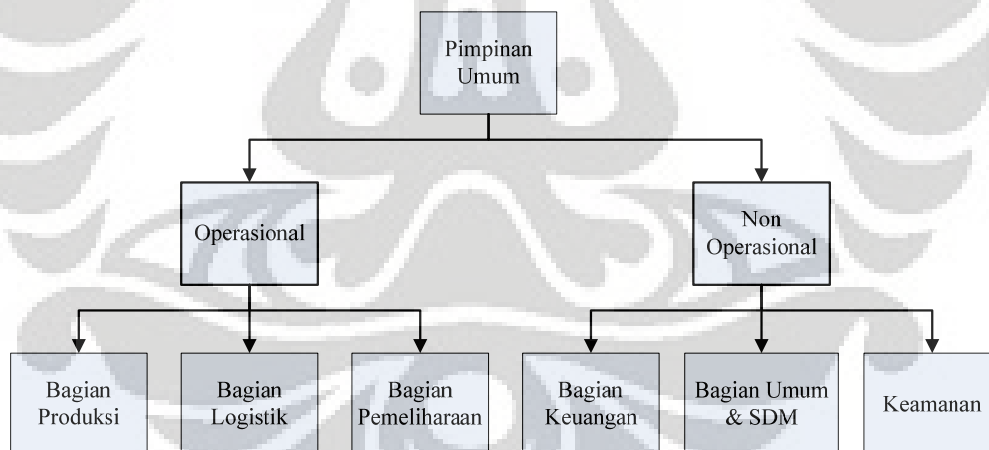 Pimpinan
Umum
Operasional
Non
Operasional
Bagian
Produksi
Bagian
Logistik
Bagian
Pemeliharaan
Bagian
Keuangan
Bagian Umum
& SDM
Keamanan